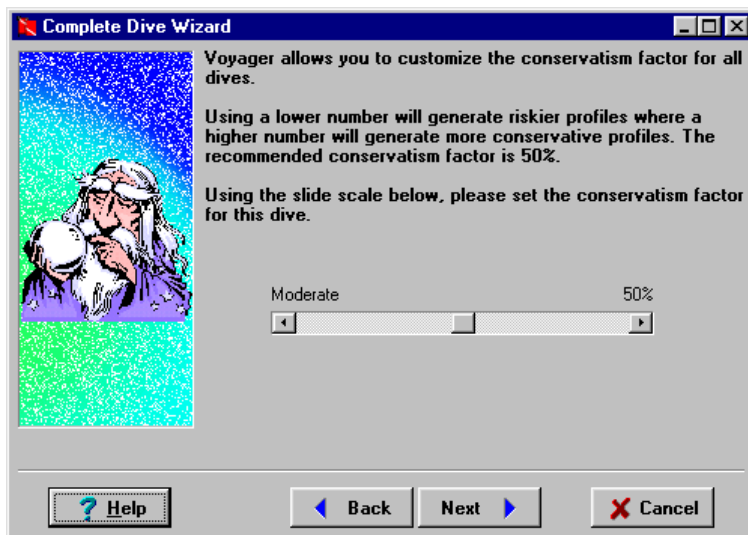 Complete Dive Wizard
Voyager allows you to customize the conservatism factor for all
dives.
Using a lower number will generate riskier profiles where a
higher number will generate more conservative profiles. The
recommended conservatism factor is 50%.
Using the slide scale below, please set the conservatism factor
for this dive.
Moderate 50%
? Help Back Next Cancel